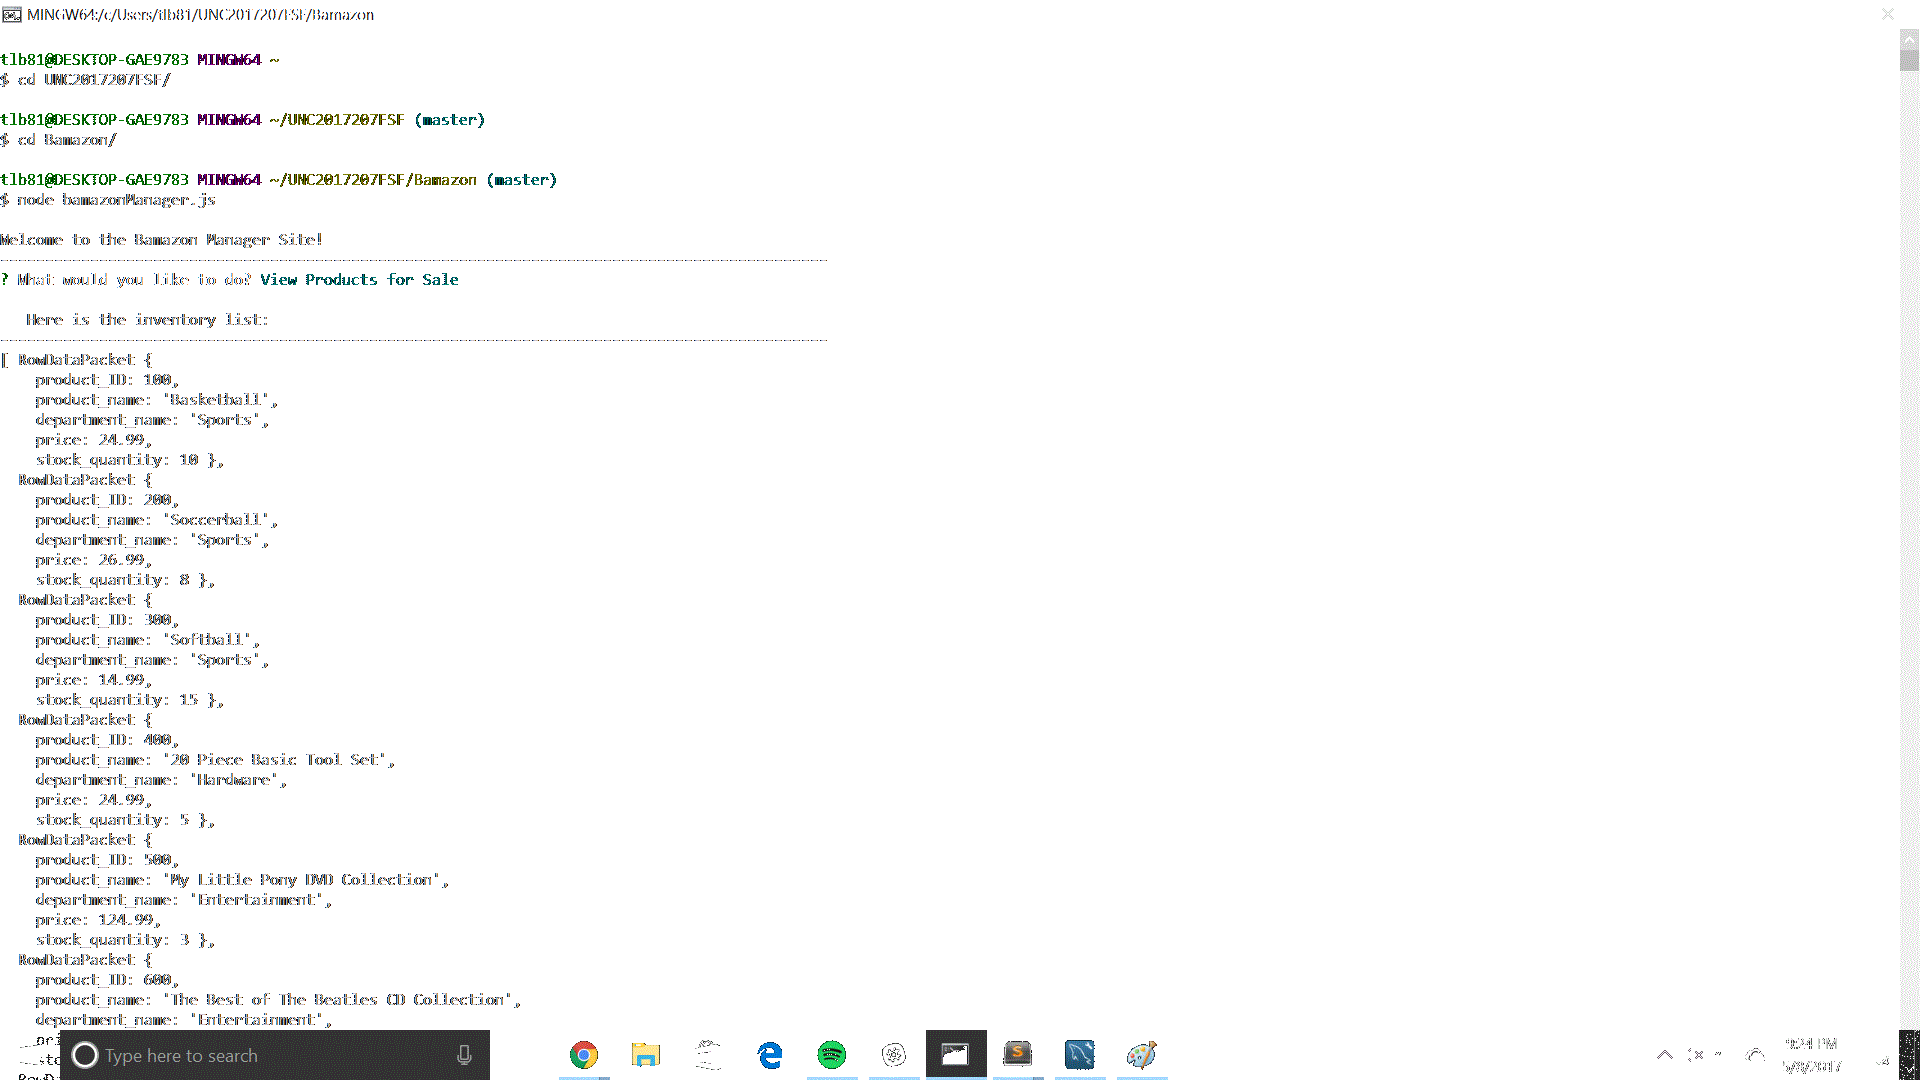 MINGW64:/c/Users/tlb81/UNC2017207FSF/Bamazon
tlb81@DESKTOP-GAE9783 MINGW64 ~
$ cd UNC2017207FSF/
tlb81@DESKTOP-GAE9783 MINGW64 ~/UNC2017207FSF (master)
$ cd Bamazon/
tlb81@DESKTOP-GAE9783 MINGW64 ~/UNC2017207FSF/Bamazon (master)
$ node bamazonManager.js
Welcome to the Bamazon Manager Site!
? What would you like to do? View Products for Sale
Here is the inventory list:
[ RowDataPacket {
product_ID: 100,
product_name: 'Basketball',
department_name: 'Sports',
price: 24.99,
stock_quantity: 10 },
RowDataPacket {
product_ID: 200,
product_name: 'Soccerball',
department_name: 'Sports',
price: 26.99,
stock_quantity: 8 },
RowDataPacket {
product_ID: 300,
product_name: 'Softball',
department_name: 'Sports',
price: 14.99,
stock_quantity: 15 },
RowDataPacket {
product_ID: 400,
product_name: '20 Piece Basic Tool Set',
department_name: 'Hardware',
price: 24.99,
stock_quantity: 5 },
RowDataPacket {
product_ID: 500,
product_name: 'My Little Pony DVD Collection',
department_name: 'Entertainment',
price: 124.99,
stock_quantity: 3 },
RowDataPacket {
product_ID: 600,
product_name: 'The Best of The Beatles CD Collection',
department_name: 'Entertainment',
Type here to search
9:24 PM
5/8/2017